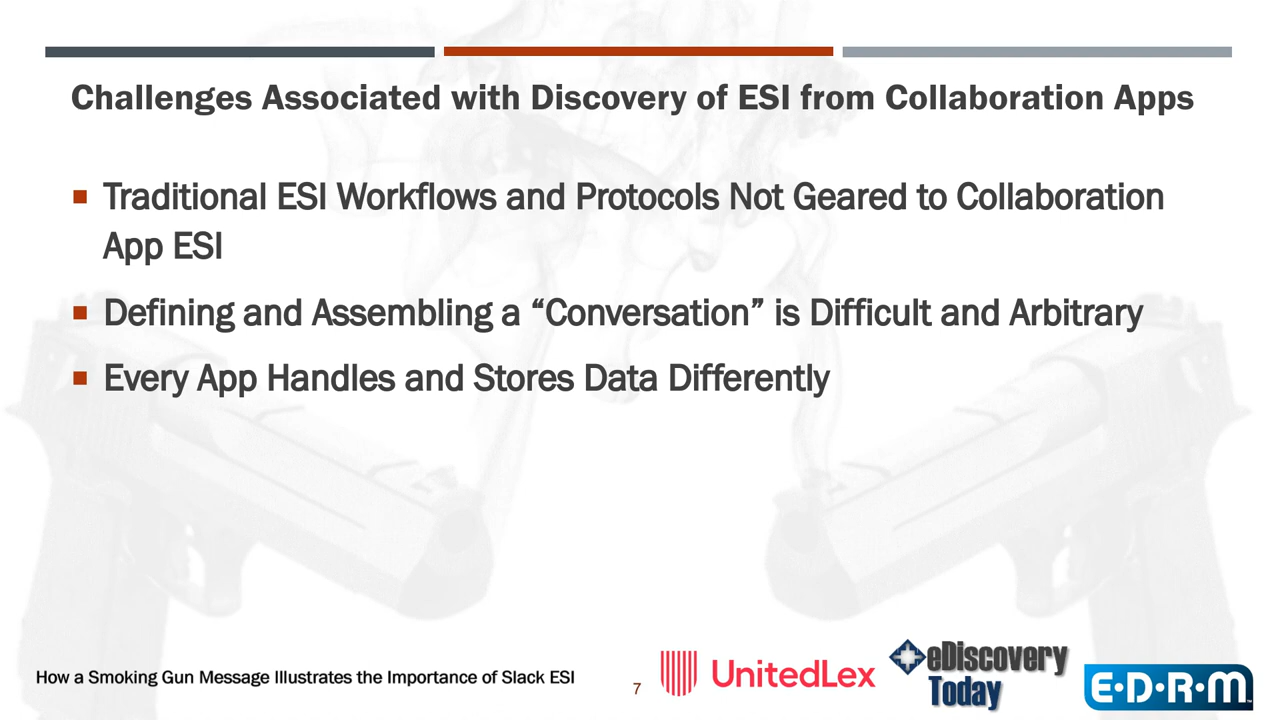 Challenges Associated with Discovery of ESI from Collaboration Apps
Traditional ESI Workflows and Protocols Not Geared to Collaboration
App ESI
Defining and Assembling a “Conversation” is Difficult and Arbitrary
Every App Handles and Stores Data Differently
How a Smoking Gun Message Illustrates the Importance of Slack ESI
7
UnitedLex
eDiscovery
Today
E·D·R·M™